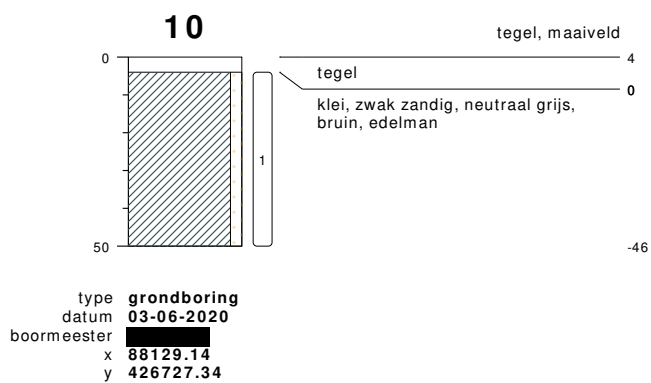 10
tegel, maaiveld
0
4
tegel
0
klei, zwak zandig, neutraal grijs,
bruin, edelman
1
50
-46
type grondboring
datum 03-06-2020
boormeester
x 88129.14
y 426727.34